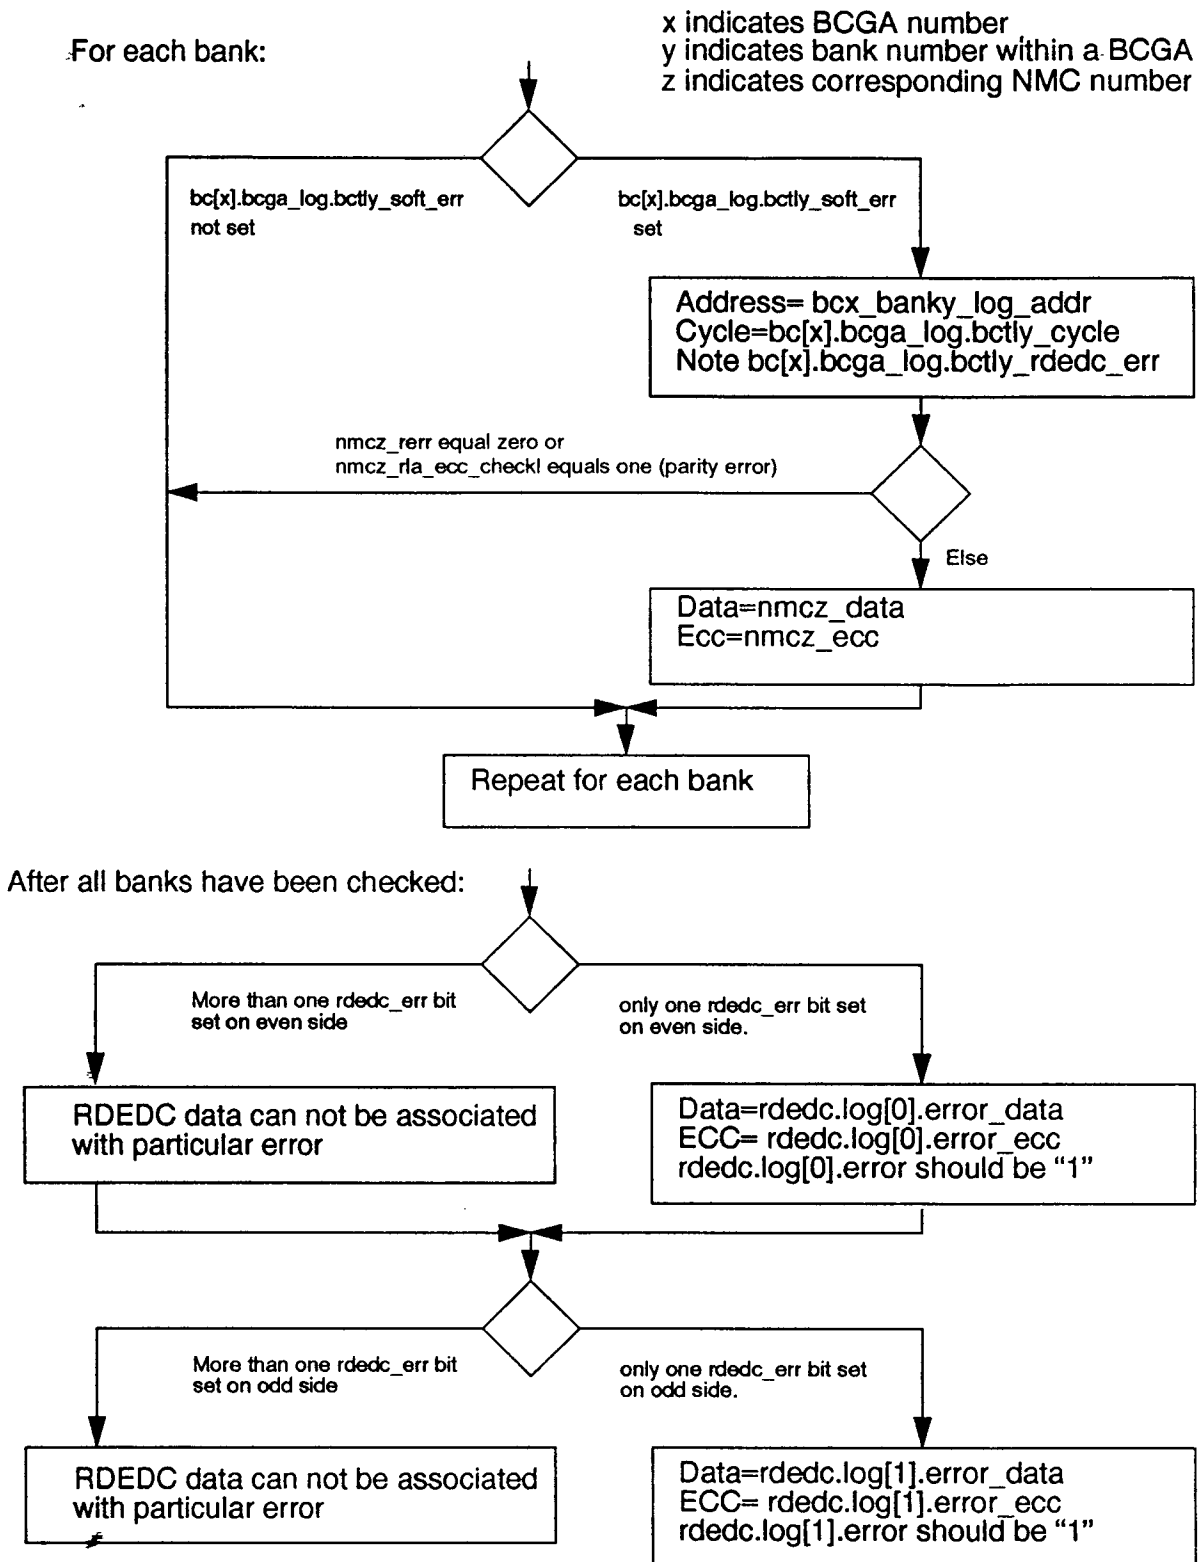 For each bank:
x indicates BCGA number
y indicates bank number within a BCGA
z indicates corresponding NMC number
bc[x].bcga_log.bctly_soft_err
not set
bc[x].bcga_log.bctly_soft_err
set
Address= bcx_banky_log_addr
Cycle=bc[x].bcga_log.bctly_cycle
Note bc[x].bcga_log.bctly_rdedc_err
nmcz_rerr equal zero or
nmcz_rla_ecc_checkl equals one (parity error)
Else
Data=nmcz_data
Ecc=nmcz_ecc
Repeat for each bank
After all banks have been checked:
More than one rdedc_err bit
set on even side
only one rdedc_err bit set
on even side.
RDEDC data can not be associated
with particular error
Data=rdedc.log[0].error_data
ECC= rdedc.log[0].error_ecc
rdedc.log[0].error should be “1”
More than one rdedc_err bit
set on odd side
only one rdedc_err bit set
on odd side.
RDEDC data can not be associated
with particular error
Data=rdedc.log[1].error_data
ECC= rdedc.log[1].error_ecc
rdedc.log[1].error should be “1”